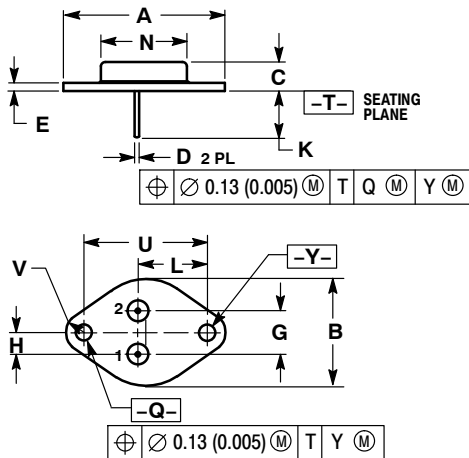 A
N
C
E
–T– SEATING PLANE
K
D 2 PL
⌖ ∅ 0.13 (0.005) Ⓜ T Q Ⓜ Y Ⓜ
U
V
L
–Y–
2
H
G
B
1
–Q–
⌖ ∅ 0.13 (0.005) Ⓜ T Y Ⓜ